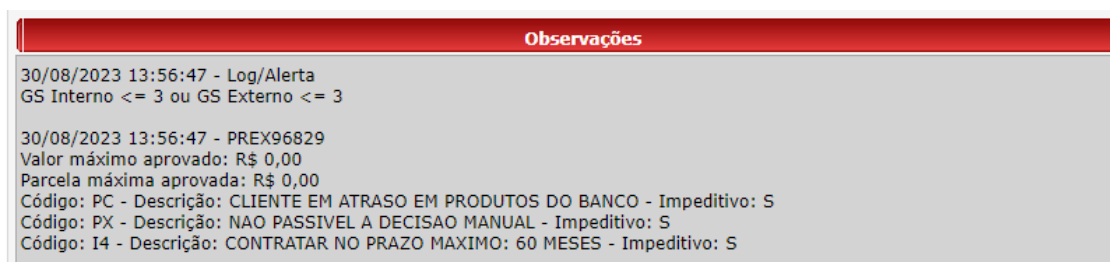 Observações
30/08/2023 13:56:47 - Log/Alerta
GS Interno <= 3 ou GS Externo <= 3
30/08/2023 13:56:47 - PREX96829
Valor máximo aprovado: R$ 0,00
Parcela máxima aprovada: R$ 0,00
Código: PC - Descrição: CLIENTE EM ATRASO EM PRODUTOS DO BANCO - Impeditivo: S
Código: PX - Descrição: NAO PASSIVEL A DECISAO MANUAL - Impeditivo: S
Código: I4 - Descrição: CONTRATAR NO PRAZO MAXIMO: 60 MESES - Impeditivo: S